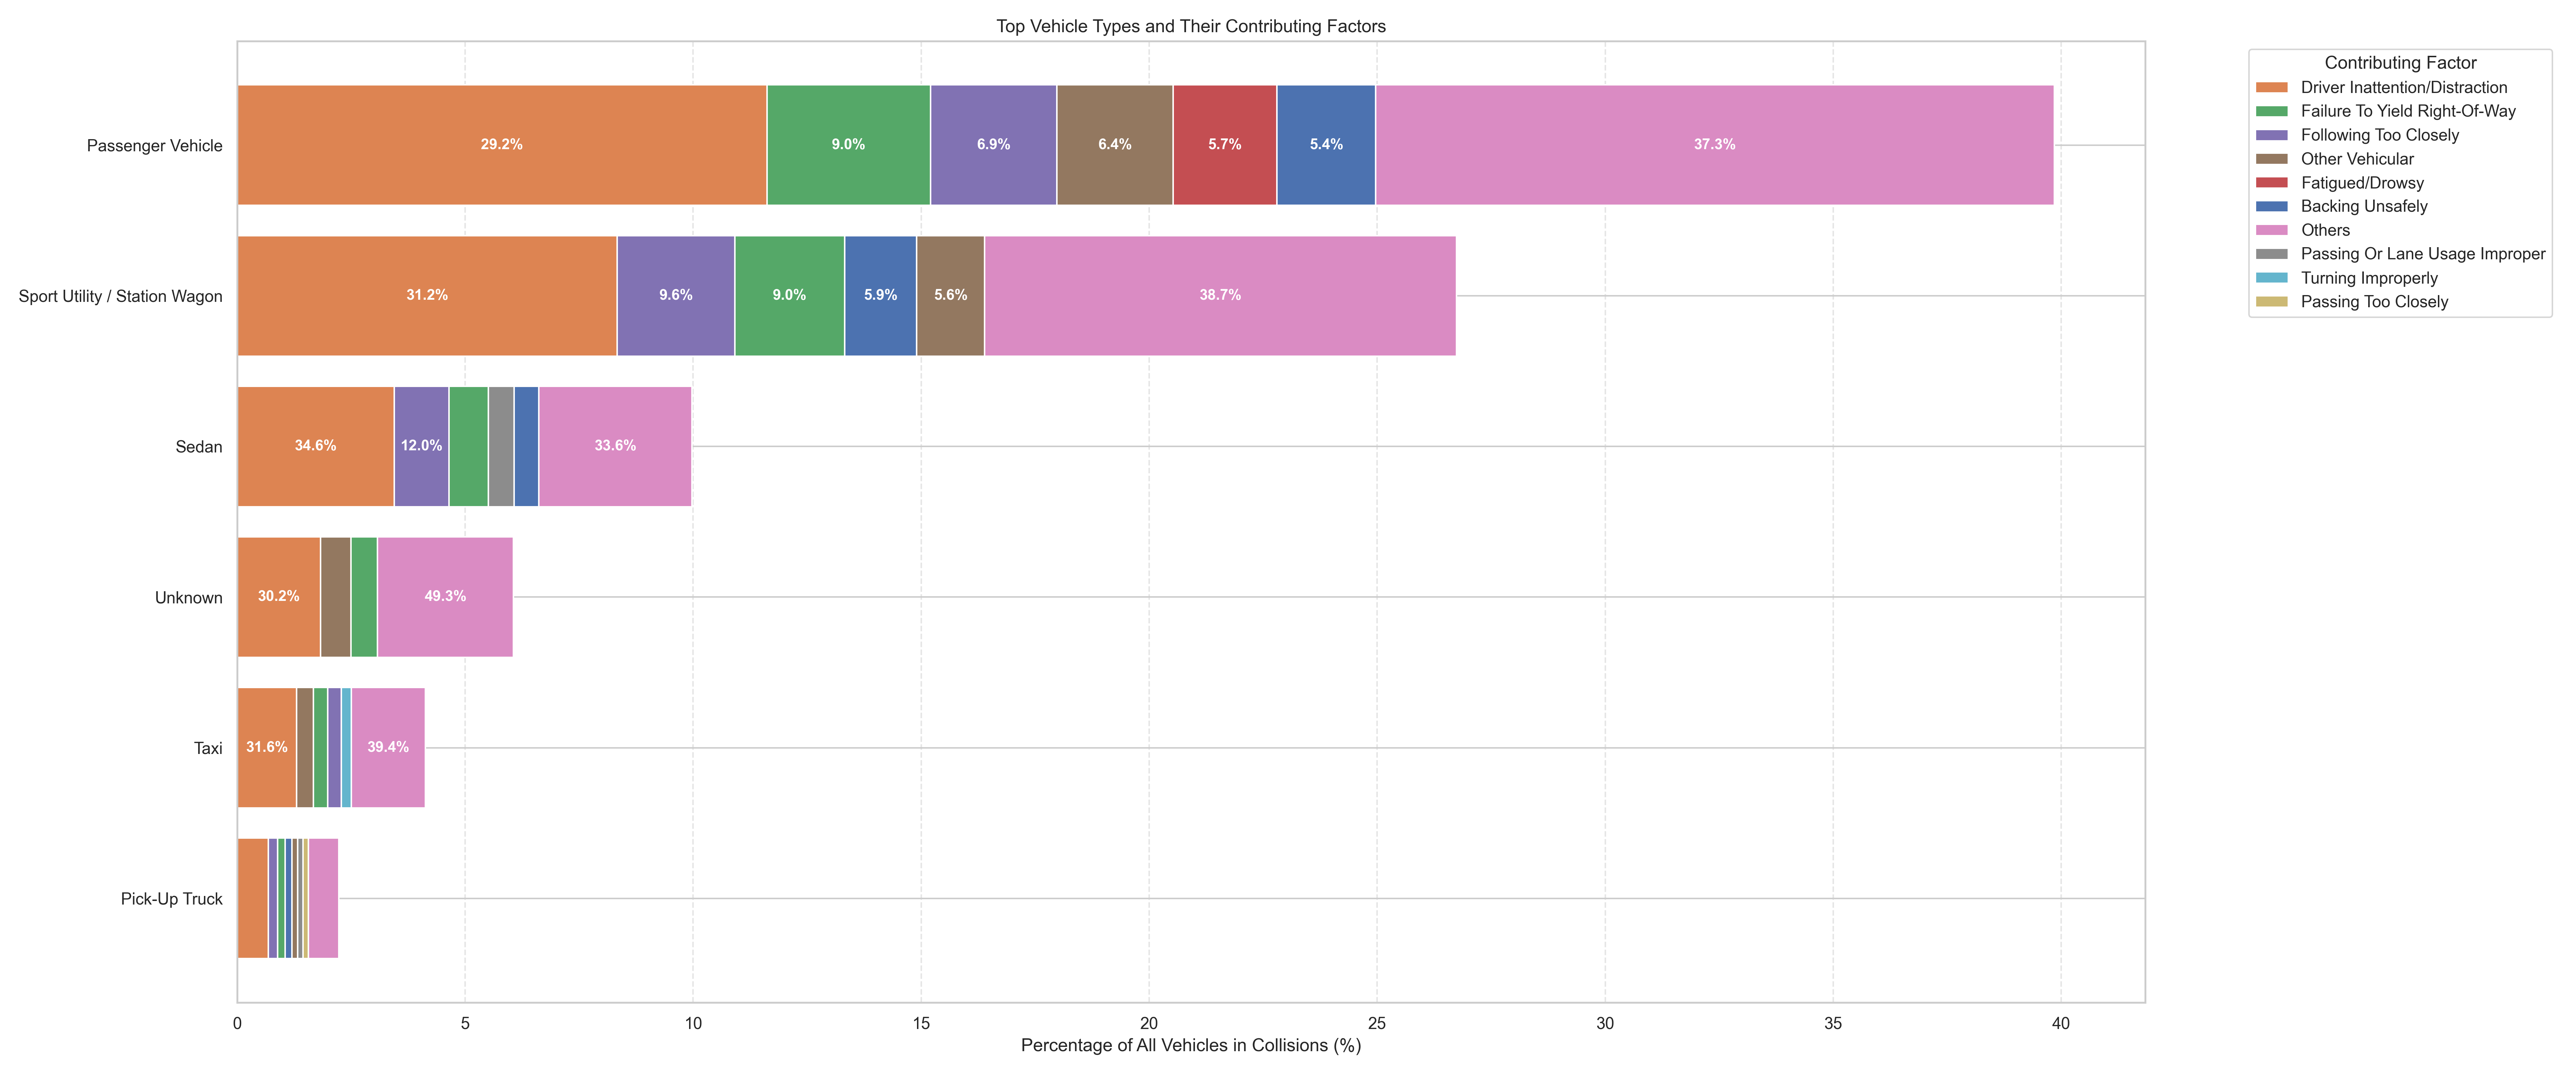 Top Vehicle Types and Their Contributing Factors
Passenger Vehicle
29.2%
9.0%
6.9%
6.4%
5.7%
5.4%
37.3%
Sport Utility / Station Wagon
31.2%
9.6%
9.0%
5.9%
5.6%
38.7%
Sedan
34.6%
12.0%
33.6%
Unknown
30.2%
49.3%
Taxi
31.6%
39.4%
Pick-Up Truck
0
5
10
15
20
25
30
35
40
Percentage of All Vehicles in Collisions (%)
Contributing Factor
Driver Inattention/Distraction
Failure To Yield Right-Of-Way
Following Too Closely
Other Vehicular
Fatigued/Drowsy
Backing Unsafely
Others
Passing Or Lane Usage Improper
Turning Improperly
Passing Too Closely